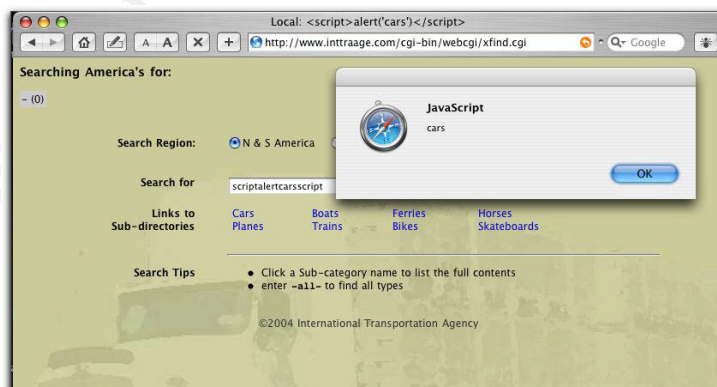 Local: <script>alert('cars')</script>
A A X + http://www.inttraage.com/cgi-bin/webcgi/xfind.cgi Google
Searching America's for:
- (0)
JavaScript
cars
OK
Search Region: N & S America
Search for scriptalertcarsscript
Links to Cars Boats Ferries Horses
Sub-directories Planes Trains Bikes Skateboards
Search Tips • Click a Sub-category name to list the full contents
• enter -all- to find all types
©2004 International Transportation Agency